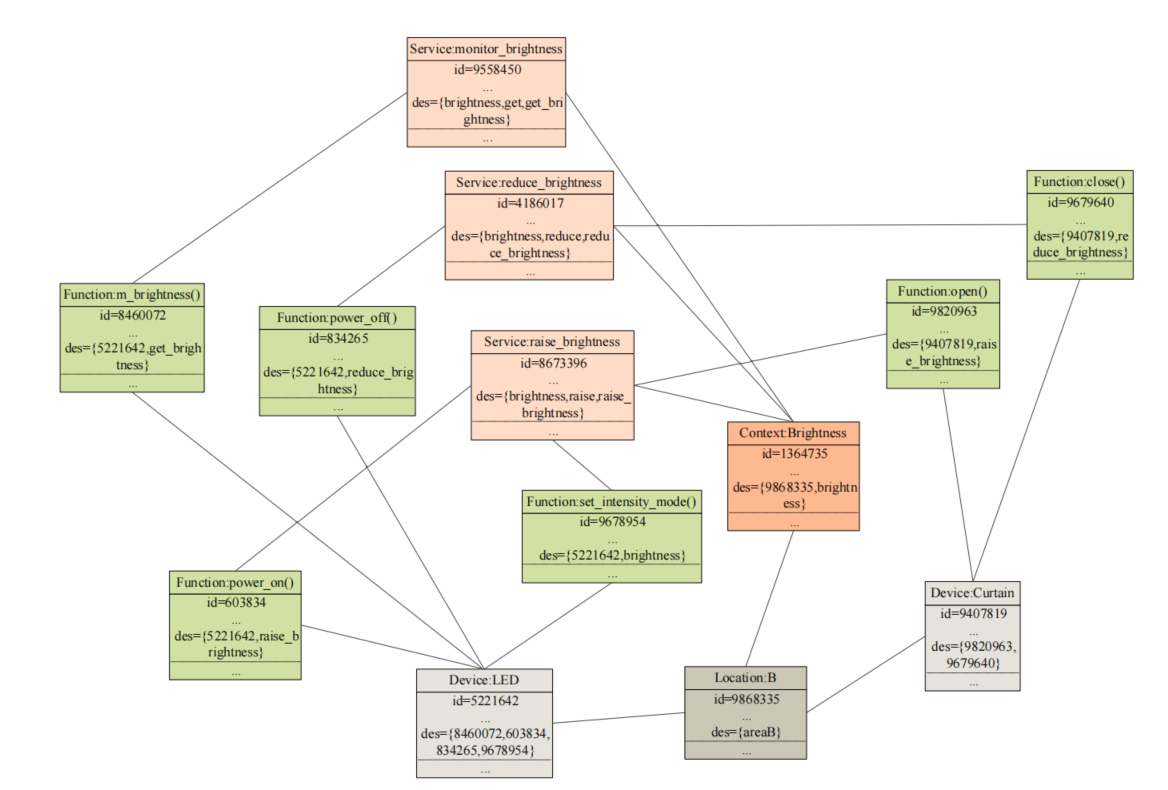 Service:monitor_brightness
id=9558450
...
des={brightness,get,get_bri
ghtness}
...
Service:reduce_brightness
id=4186017
...
des={brightness,reduce,redu
ce_brightness}
...
Function:close()
id=9679640
...
des={9407819,re
duce_brightness}
...
Function:m_brightness()
id=8460072
...
des={5221642,get_brigh
tness}
...
Function:power_off()
id=834265
...
des={5221642,reduce_brig
htness}
...
Service:raise_brightness
id=8673396
...
des={brightness,raise,raise_
brightness}
...
Function:open()
id=9820963
...
des={9407819,rais
e_brightness}
...
Context:Brightness
id=1364735
...
des={9868335,brightn
ess}
...
Function:set_intensity_mode()
id=9678954
...
des={5221642,brightness}
...
Function:power_on()
id=603834
...
des={5221642,raise_b
rightness}
...
Device:Curtain
id=9407819
...
des={9820963,
9679640}
...
Device:LED
id=5221642
...
des={8460072,603834,
834265,9678954}
...
Location:B
id=9868335
...
des={areaB}
...